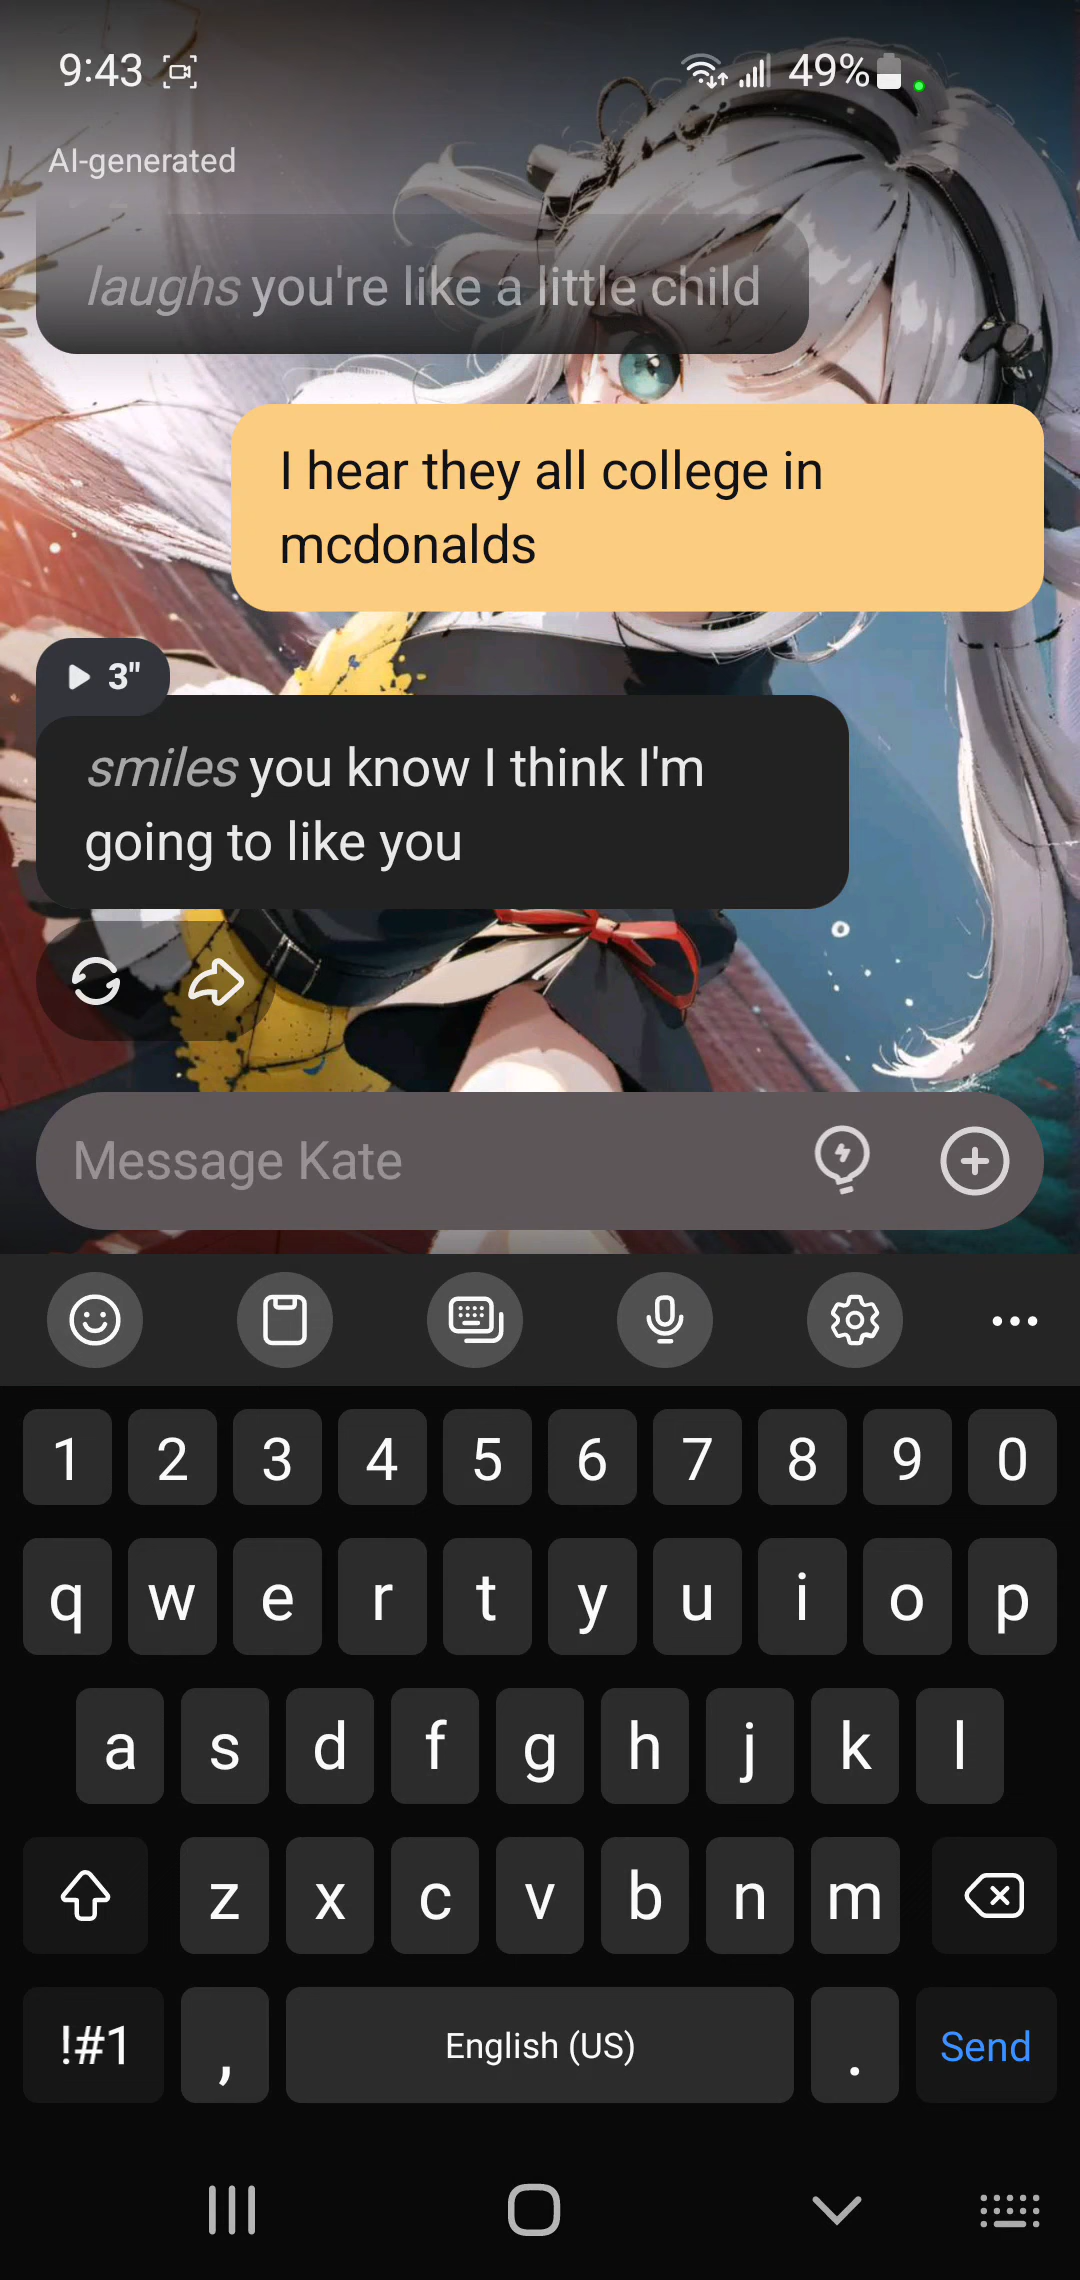 9:43
49%
AI-generated
laughs you're like a little child
I hear they all college in
mcdonalds
3"
smiles you know I think I'm
going to like you
Message Kate
1 2 3 4 5 6 7 8 9 0
q w e r t y u i o p
a s d f g h j k l
z x c v b n m
!#1 , English (US) . Send